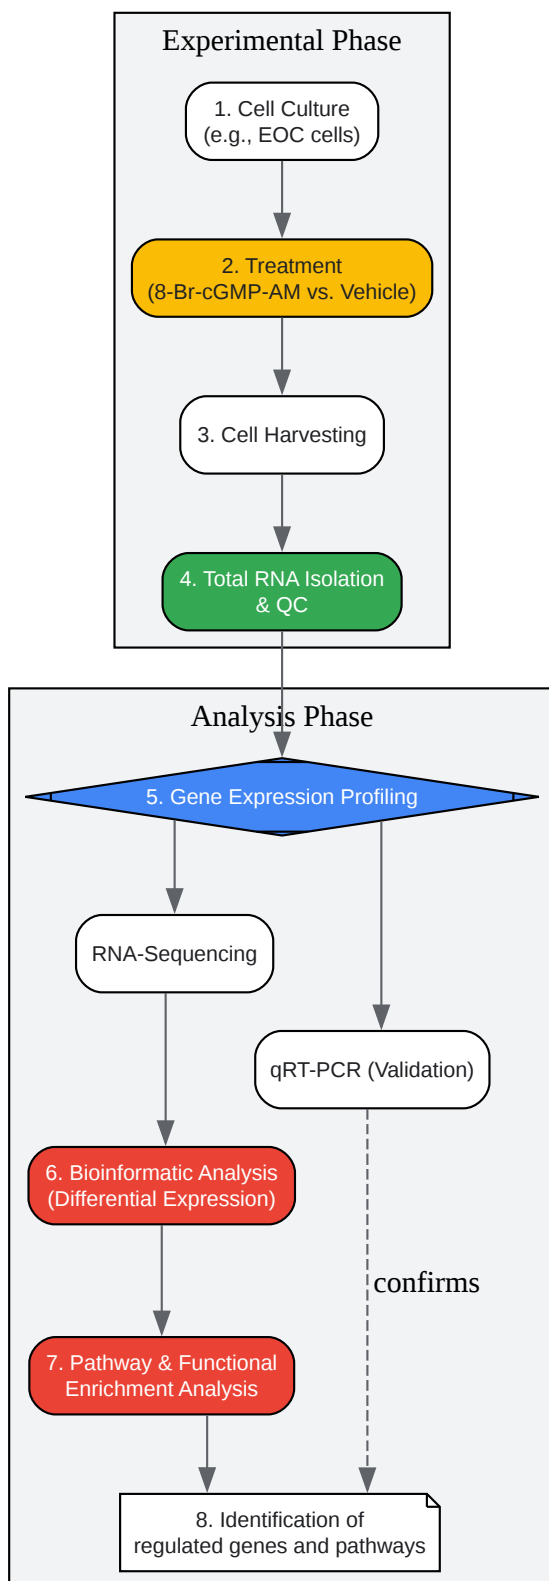 Experimental Phase
1. Cell Culture
(e.g., EOC cells)
2. Treatment
(8-Br-cGMP-AM vs. Vehicle)
3. Cell Harvesting
4. Total RNA Isolation
& QC
Analysis Phase
5. Gene Expression Profiling
RNA-Sequencing
qRT-PCR (Validation)
6. Bioinformatic Analysis
(Differential Expression)
confirms
7. Pathway & Functional
Enrichment Analysis
8. Identification of
regulated genes and pathways